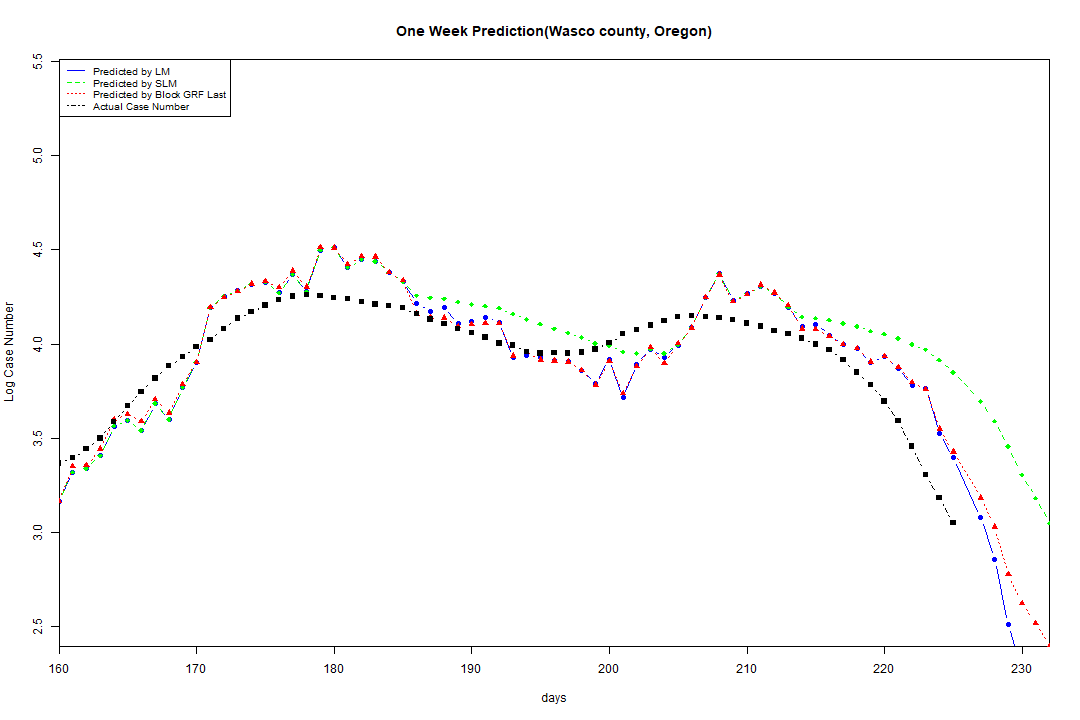 One Week Prediction(Wasco county, Oregon)
Predicted by LM
Predicted by SLM
Predicted by Block GRF Last
Actual Case Number
Log Case Number
5.5
5.0
4.5
4.0
3.5
3.0
2.5
160 170 180 190 200 210 220 230
days